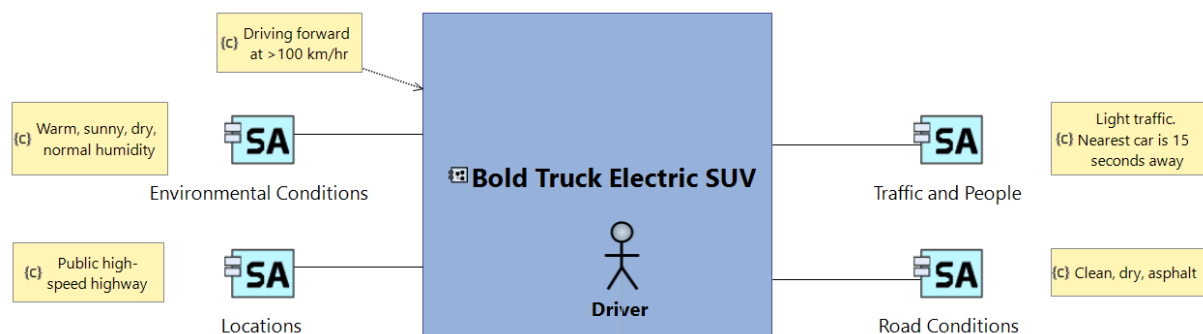 {c} Driving forward
at >100 km/hr
{c} Warm, sunny, dry,
normal humidity
SA
Environmental Conditions
{c} Public high-
speed highway
SA
Locations
Bold Truck Electric SUV
Driver
SA
Traffic and People
Light traffic.
{c} Nearest car is 15
seconds away
SA
Road Conditions
{c} Clean, dry, asphalt